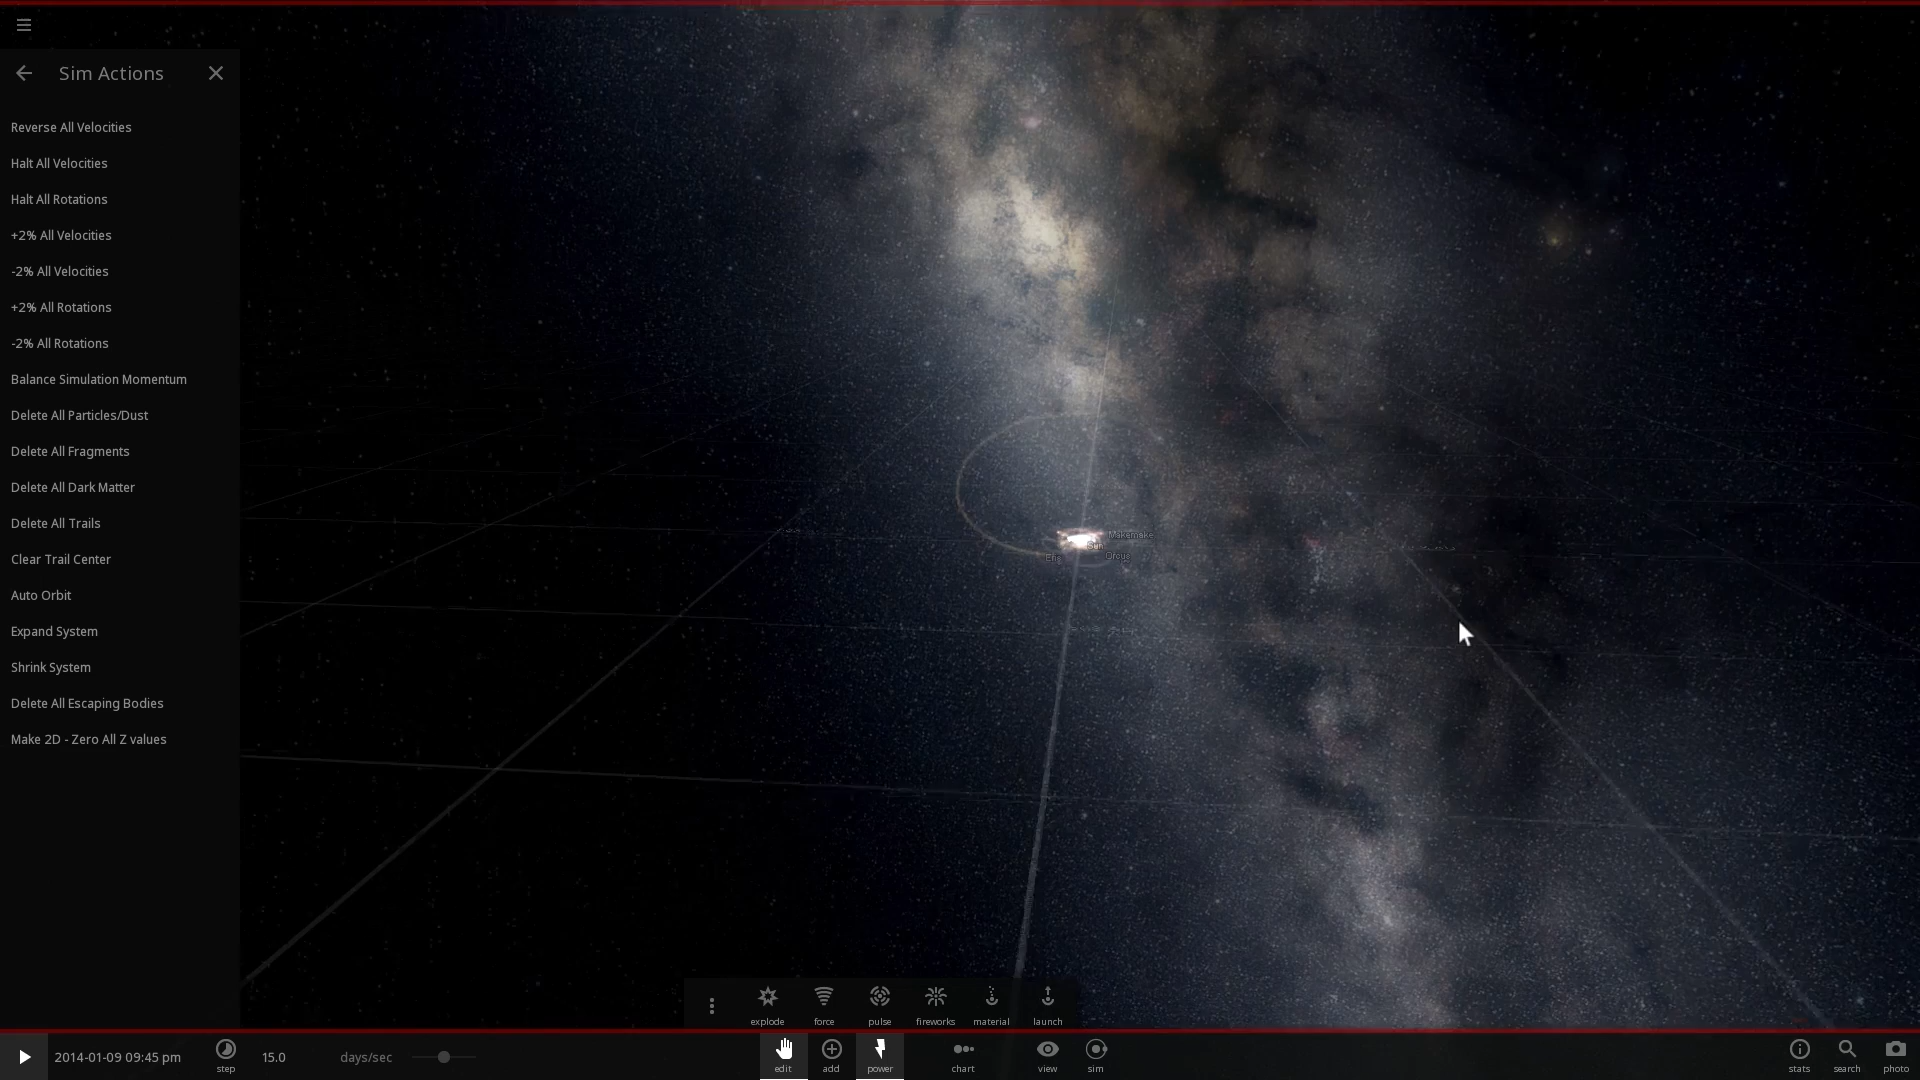 Sim Actions
Reverse All Velocities
Halt All Velocities
Halt All Rotations
+2% All Velocities
-2% All Velocities
+2% All Rotations
-2% All Rotations
Balance Simulation Momentum
Delete All Particles/Dust
Delete All Fragments
Delete All Dark Matter
Delete All Trails
Clear Trail Center
Auto Orbit
Expand System
Shrink System
Delete All Escaping Bodies
Make 2D - Zero All Z values
Makemake
Sun
Eris
Orcus
explode force pulse fireworks material launch
2014-01-09 09:45 pm step 15.0 days/sec edit add power chart view sim stats search photo